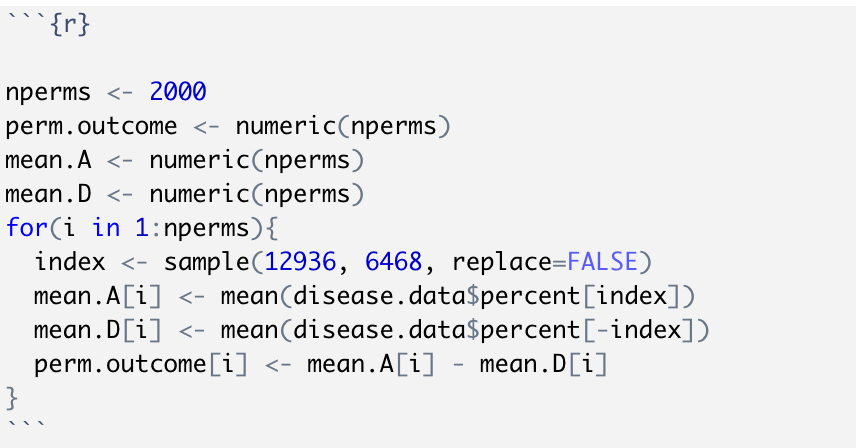 ```{r}
nperms <- 2000
perm.outcome <- numeric(nperms)
mean.A <- numeric(nperms)
mean.D <- numeric(nperms)
for(i in 1:nperms){
  index <- sample(12936, 6468, replace=FALSE)
  mean.A[i] <- mean(disease.data$percent[index])
  mean.D[i] <- mean(disease.data$percent[-index])
  perm.outcome[i] <- mean.A[i] - mean.D[i]
}
```